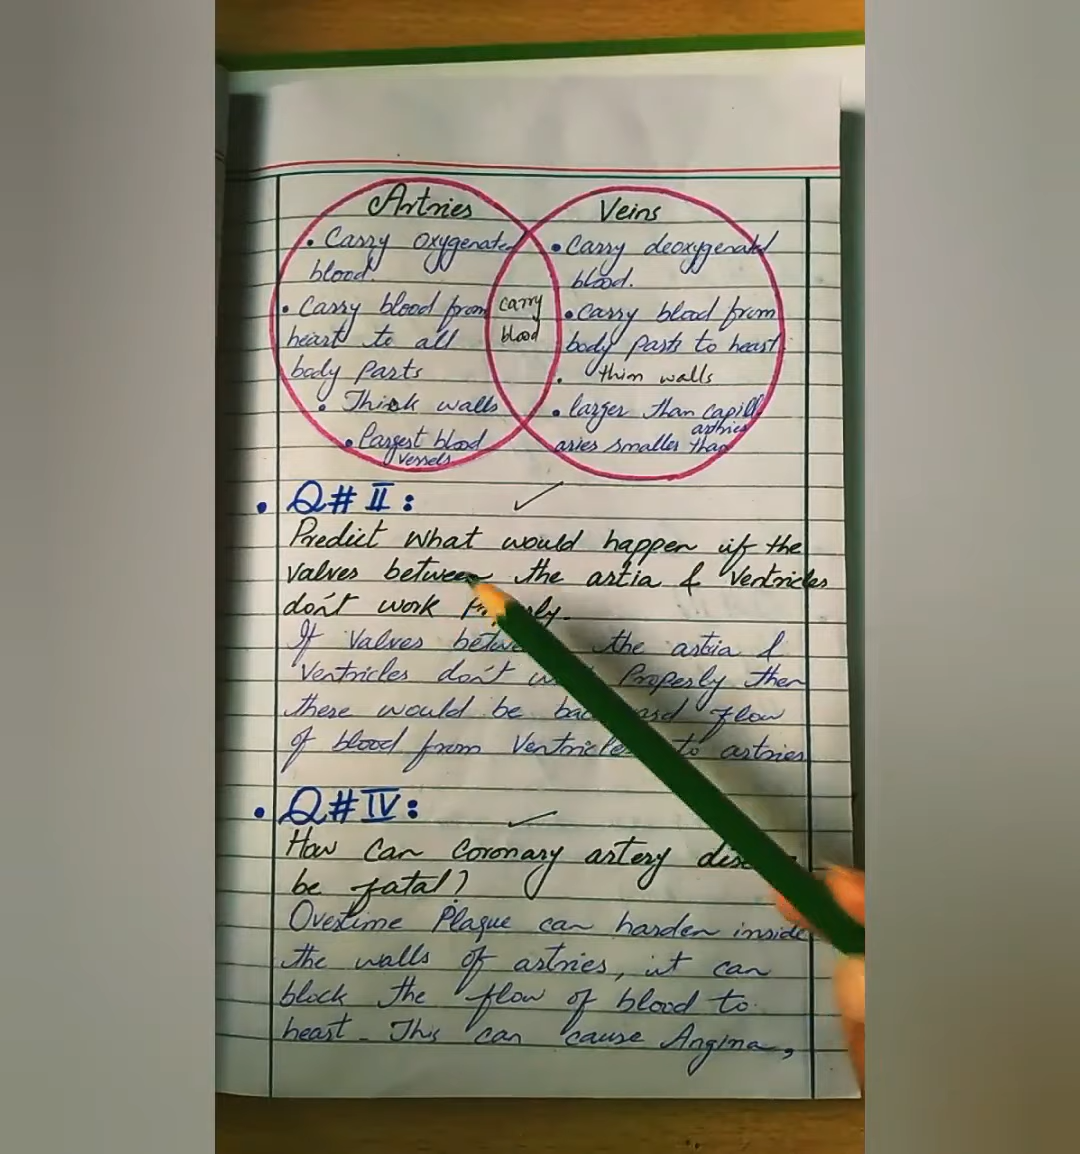 Artries
• Carry oxygenated
blood.
• Carry blood from
heart to all
body parts
• Thick walls
• Largest blood
vessels
carry
blood
Veins
• Carry deoxygenated
blood.
• Carry blood from
body parts to heart
• thin walls
• larger than capill
aries smaller than
artries
• Q# II:
Predict what would happen if the
valves between the artia & ventricles
don't work
If valves the artia &
ventricles don't properly then
there would be flow
of blood from ventricles to artries
• Q# IV:
How can coronary artery
be fatal?
Overtime Plaque can harden inside
the walls of artries, it can
block the flow of blood to
heart. This can cause Angina,